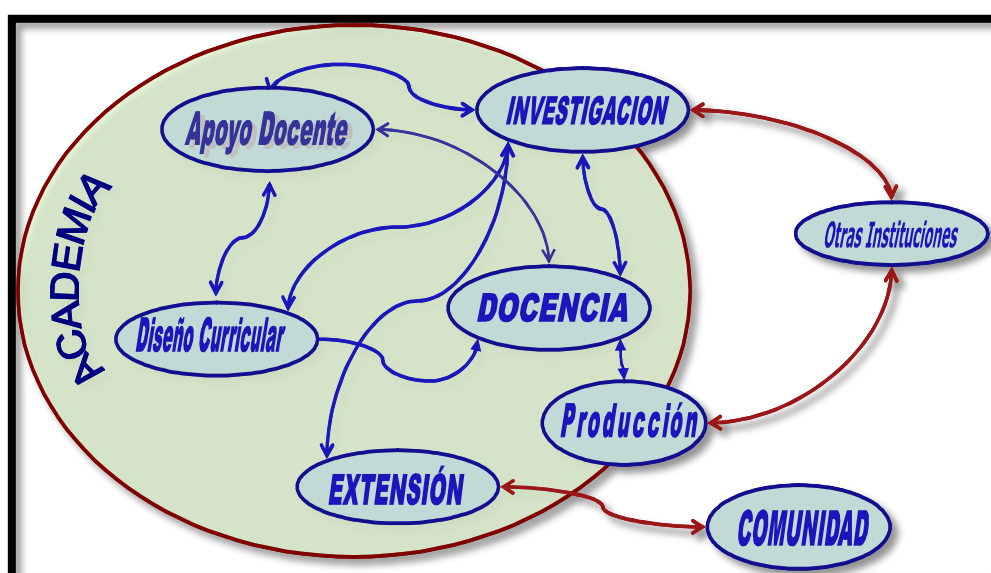 INVESTIGACION
Apoyo Docente
ACADEMIA
Otras Instituciones
DOCENCIA
Diseño Curricular
Producción
EXTENSIÓN
COMUNIDAD